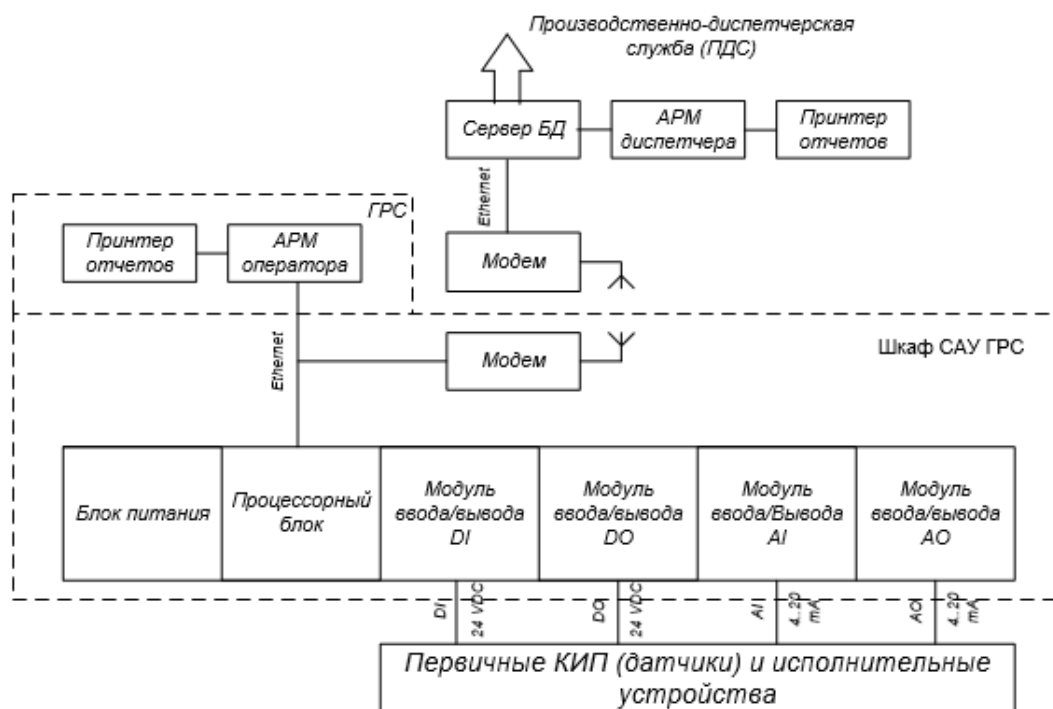 Производственно-диспетчерская
служба (ПДС)
Сервер БД
АРМ
диспетчера
Принтер
отчетов
Ethernet
ГРС
Принтер
отчетов
АРМ
оператора
Модем
Ethernet
Модем
Шкаф САУ ГРС
Блок питания
Процессорный
блок
Модуль
ввода/вывода
DI
Модуль
ввода/вывода
DO
Модуль
ввода/Вывода
AI
Модуль
ввода/вывода
AO
DI
24 VDC
DO
24 VDC
AI
4..20
mA
AO
4..20
mA
Первичные КИП (датчики) и исполнительные
устройства